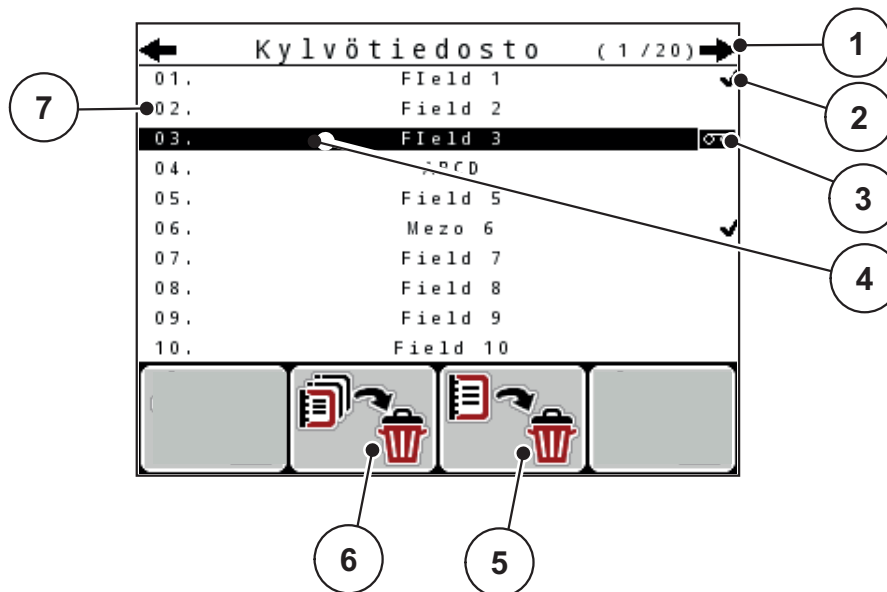 Kylvötiedosto (1/20)
01. FIeld 1
02. Field 2
03. FIeld 3
04. ABCD
05. Field 5
06. Mezo 6
07. Field 7
08. Field 8
09. Field 9
10. Field 10
1
2
3
4
5
6
7